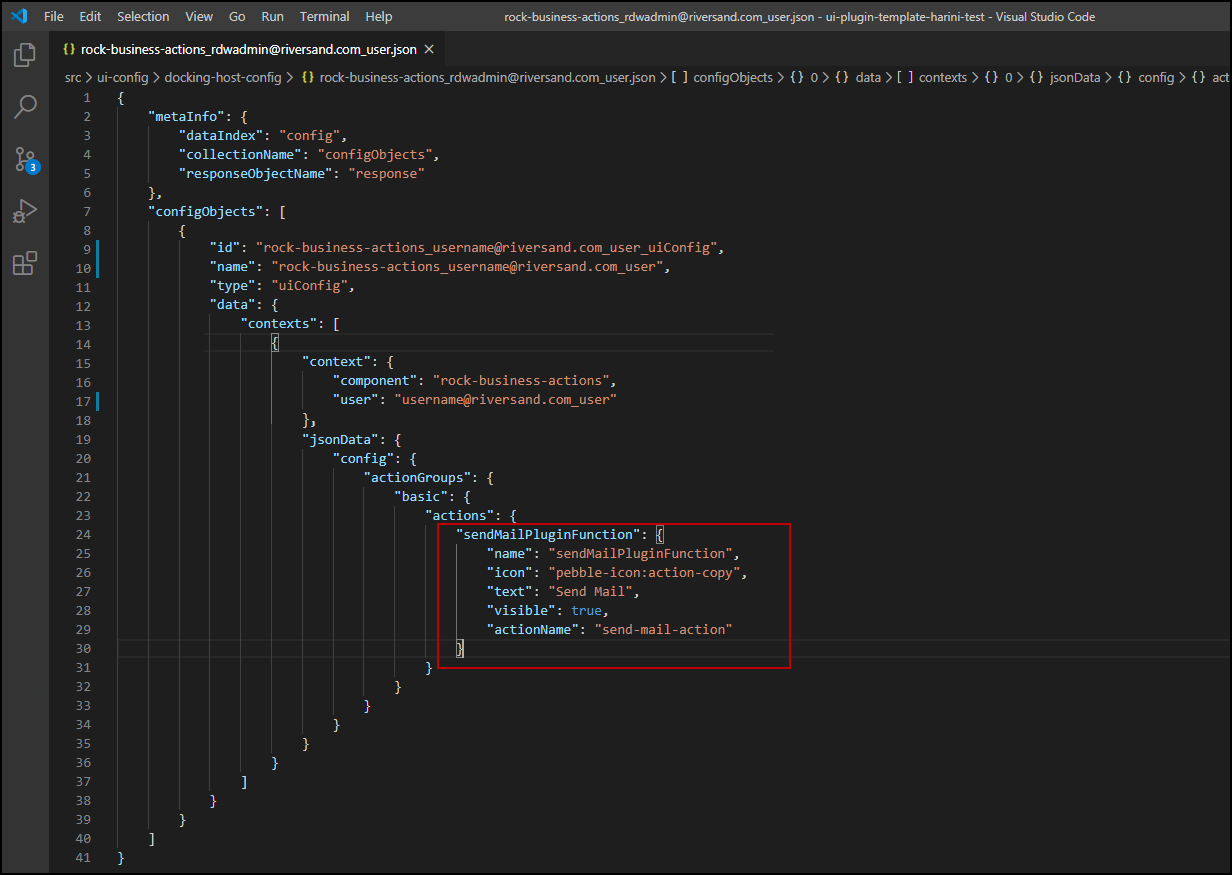 File Edit Selection View Go Run Terminal Help rock-business-actions_rdwadmin@riversand.com_user.json - ui-plugin-template-harini-test - Visual Studio Code
{} rock-business-actions_rdwadmin@riversand.com_user.json ×
src > ui-config > docking-host-config > {} rock-business-actions_rdwadmin@riversand.com_user.json > [ ] configObjects > {} 0 > {} data > [ ] contexts > {} 0 > {} jsonData > {} config > {} act
1 {
2 "metaInfo": {
3 "dataIndex": "config",
4 "collectionName": "configObjects",
5 "responseObjectName": "response"
6 },
7 "configObjects": [
8 {
9 "id": "rock-business-actions_username@riversand.com_user_uiConfig",
10 "name": "rock-business-actions_username@riversand.com_user",
11 "type": "uiConfig",
12 "data": {
13 "contexts": [
14 {
15 "context": {
16 "component": "rock-business-actions",
17 "user": "username@riversand.com_user"
18 },
19 "jsonData": {
20 "config": {
21 "actionGroups": {
22 "basic": {
23 "actions": {
24 "sendMailPluginFunction": {
25 "name": "sendMailPluginFunction",
26 "icon": "pebble-icon:action-copy",
27 "text": "Send Mail",
28 "visible": true,
29 "actionName": "send-mail-action"
30 }
31 }
32 }
33 }
34 }
35 }
36 }
37 ]
38 }
39 }
40 ]
41 }
3